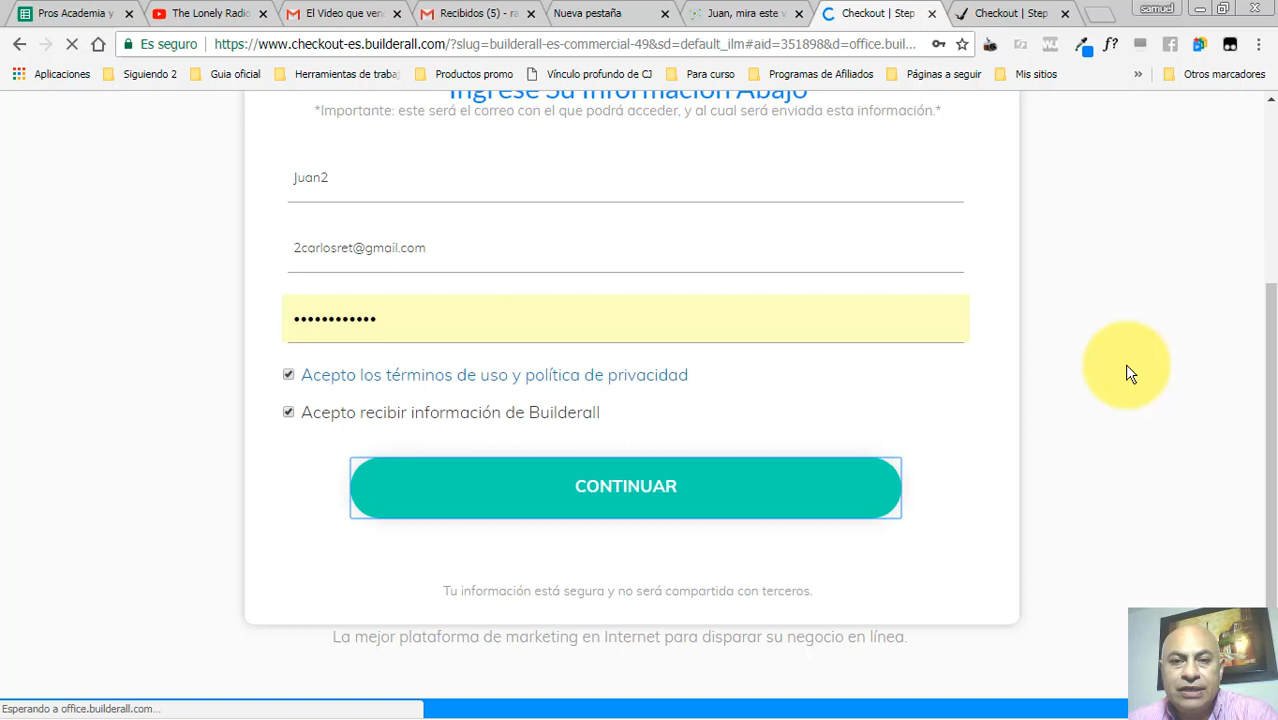 Pros Academia y
The Lonely Radio
El Video que ven
Recibidos (5) - r
Nueva pestaña
Juan, mira este v
Checkout | Step
Checkout | Step
samuel
Es seguro
https://www.checkout-es.builderall.com/?slug=builderall-es-commercial-49&sd=default_ilm#aid=351898&d=office.buil...
Aplicaciones
Siguiendo 2
Guia oficial
Herramientas de traba
Productos promo
Vínculo profundo de CJ
Para curso
Programas de Afiliados
Páginas a seguir
Mis sitios
»
Otros marcadores
Ingrese Su Información Abajo
*Importante: este será el correo con el que podrá acceder, y al cual será enviada esta información.*
Juan2
2carlosret@gmail.com
••••••••••••
Acepto los términos de uso y política de privacidad
Acepto recibir información de Builderall
CONTINUAR
Tu información está segura y no será compartida con terceros.
La mejor plataforma de marketing en Internet para disparar su negocio en línea.
Esperando a office.builderall.com...